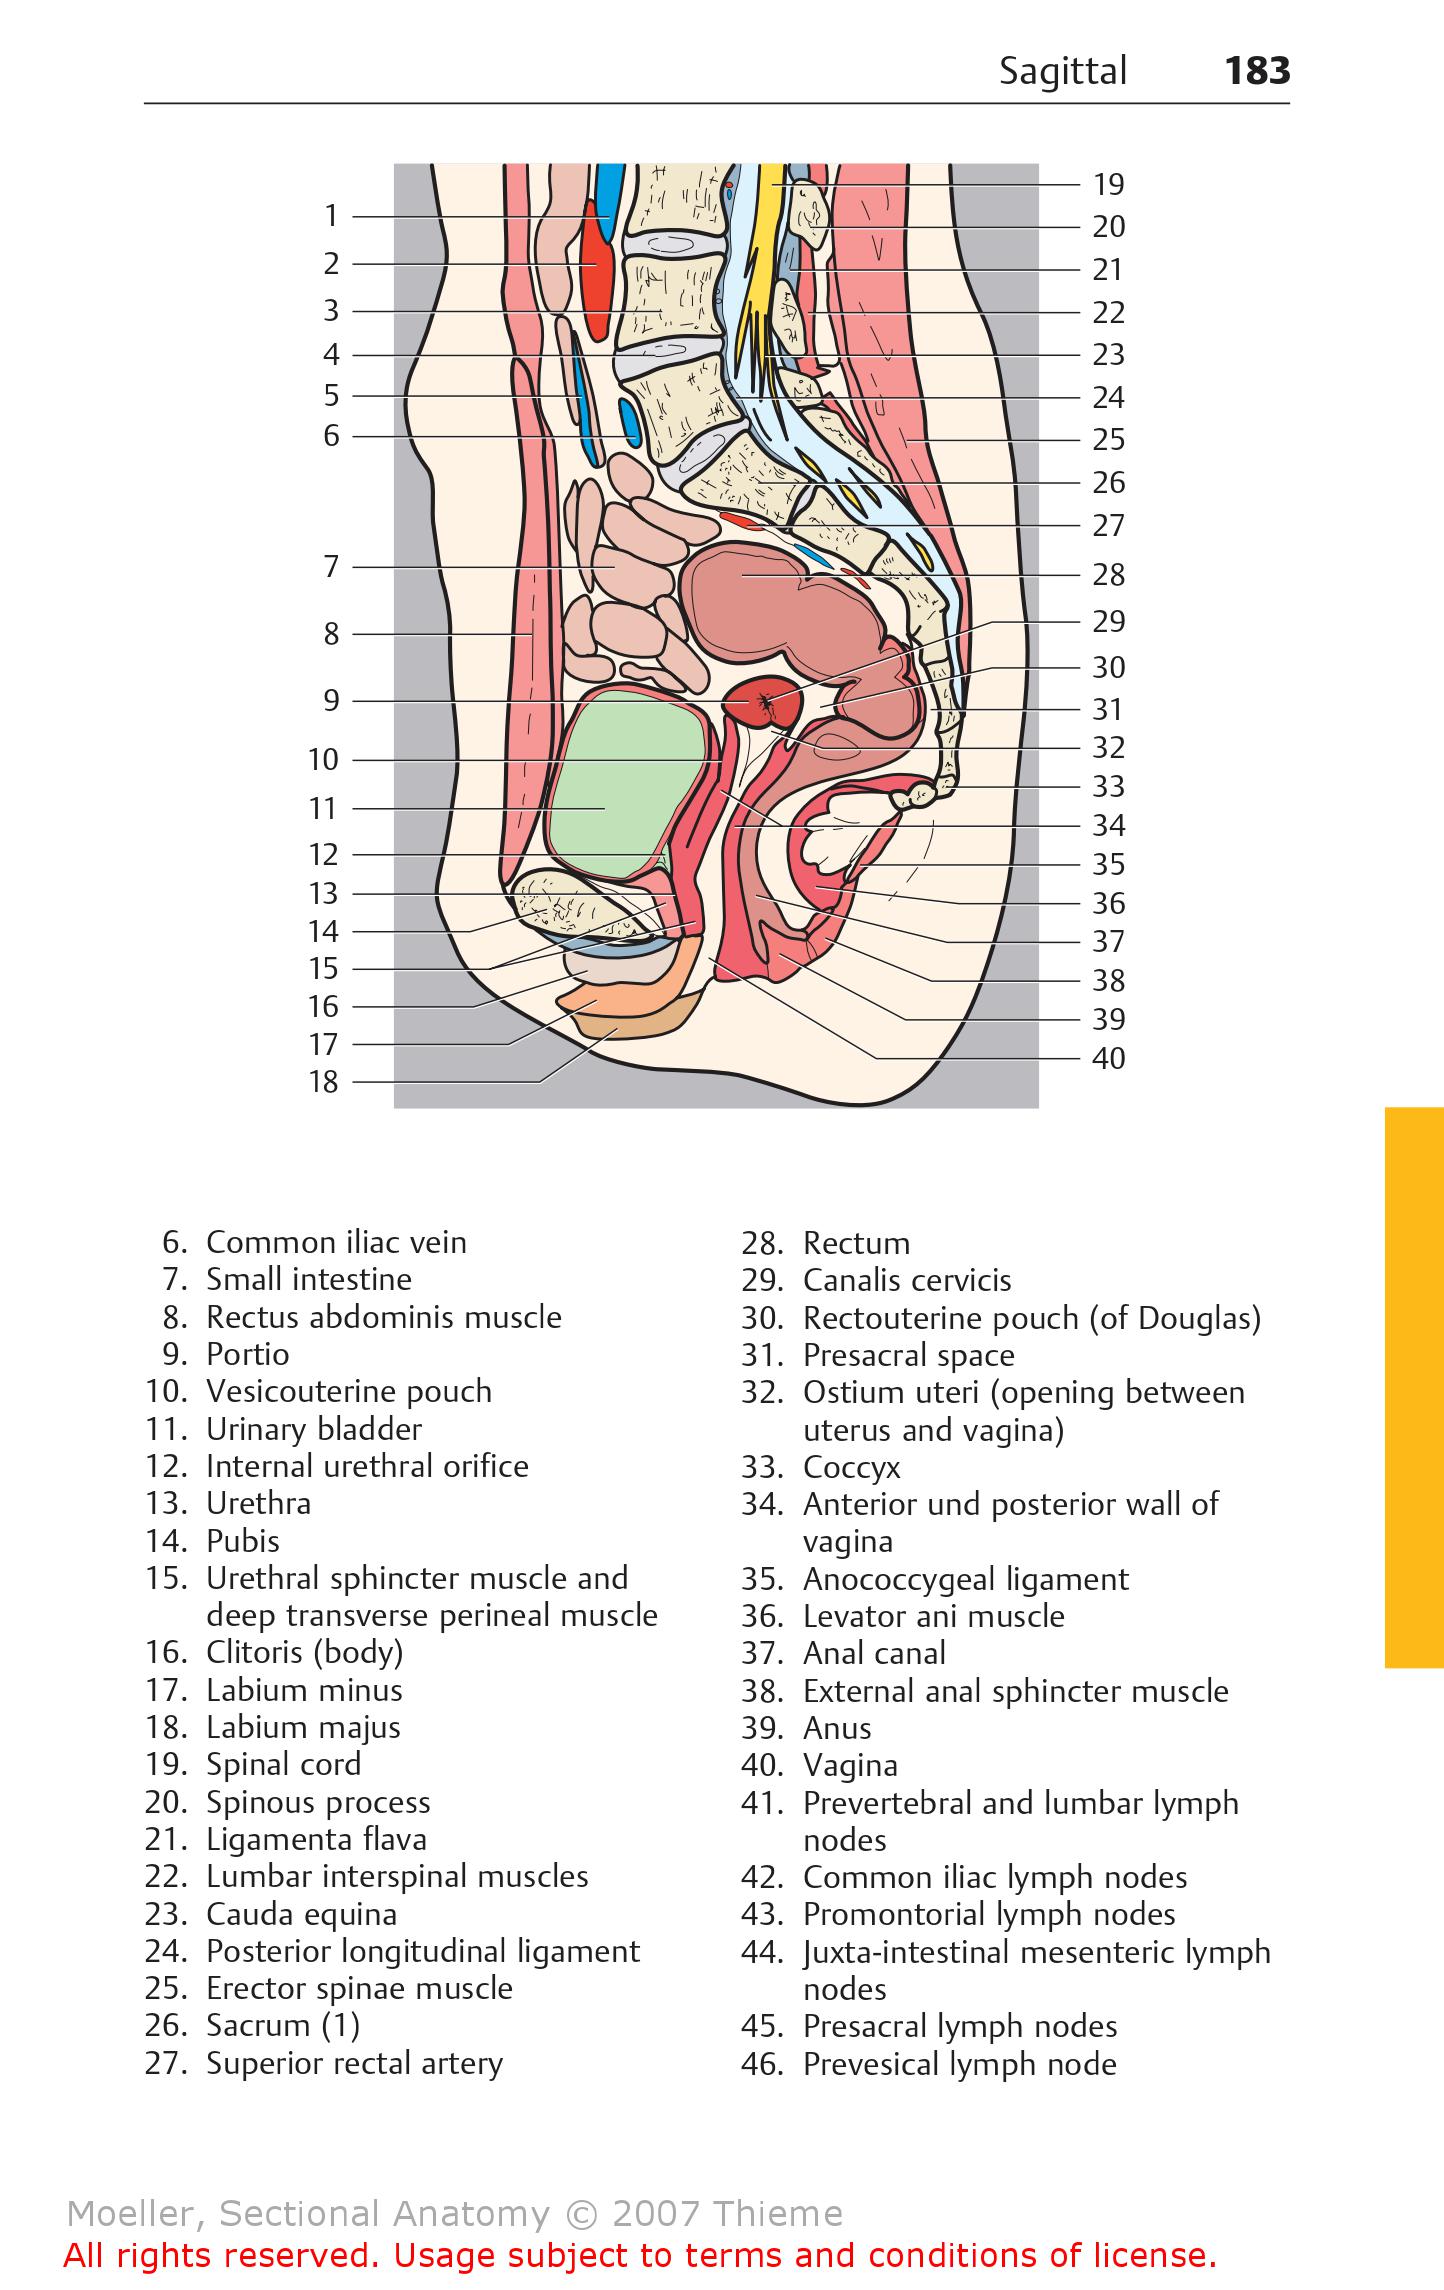 Sagittal 183
1
2
3
4
5
6
7
8
9
10
11
12
13
14
15
16
17
18
19
20
21
22
23
24
25
26
27
28
29
30
31
32
33
34
35
36
37
38
39
40
6. Common iliac vein
7. Small intestine
8. Rectus abdominis muscle
9. Portio
10. Vesicouterine pouch
11. Urinary bladder
12. Internal urethral orifice
13. Urethra
14. Pubis
15. Urethral sphincter muscle and
deep transverse perineal muscle
16. Clitoris (body)
17. Labium minus
18. Labium majus
19. Spinal cord
20. Spinous process
21. Ligamenta flava
22. Lumbar interspinal muscles
23. Cauda equina
24. Posterior longitudinal ligament
25. Erector spinae muscle
26. Sacrum (1)
27. Superior rectal artery
28. Rectum
29. Canalis cervicis
30. Rectouterine pouch (of Douglas)
31. Presacral space
32. Ostium uteri (opening between
uterus and vagina)
33. Coccyx
34. Anterior und posterior wall of
vagina
35. Anococcygeal ligament
36. Levator ani muscle
37. Anal canal
38. External anal sphincter muscle
39. Anus
40. Vagina
41. Prevertebral and lumbar lymph
nodes
42. Common iliac lymph nodes
43. Promontorial lymph nodes
44. Juxta-intestinal mesenteric lymph
nodes
45. Presacral lymph nodes
46. Prevesical lymph node
Moeller, Sectional Anatomy © 2007 Thieme
All rights reserved. Usage subject to terms and conditions of license.